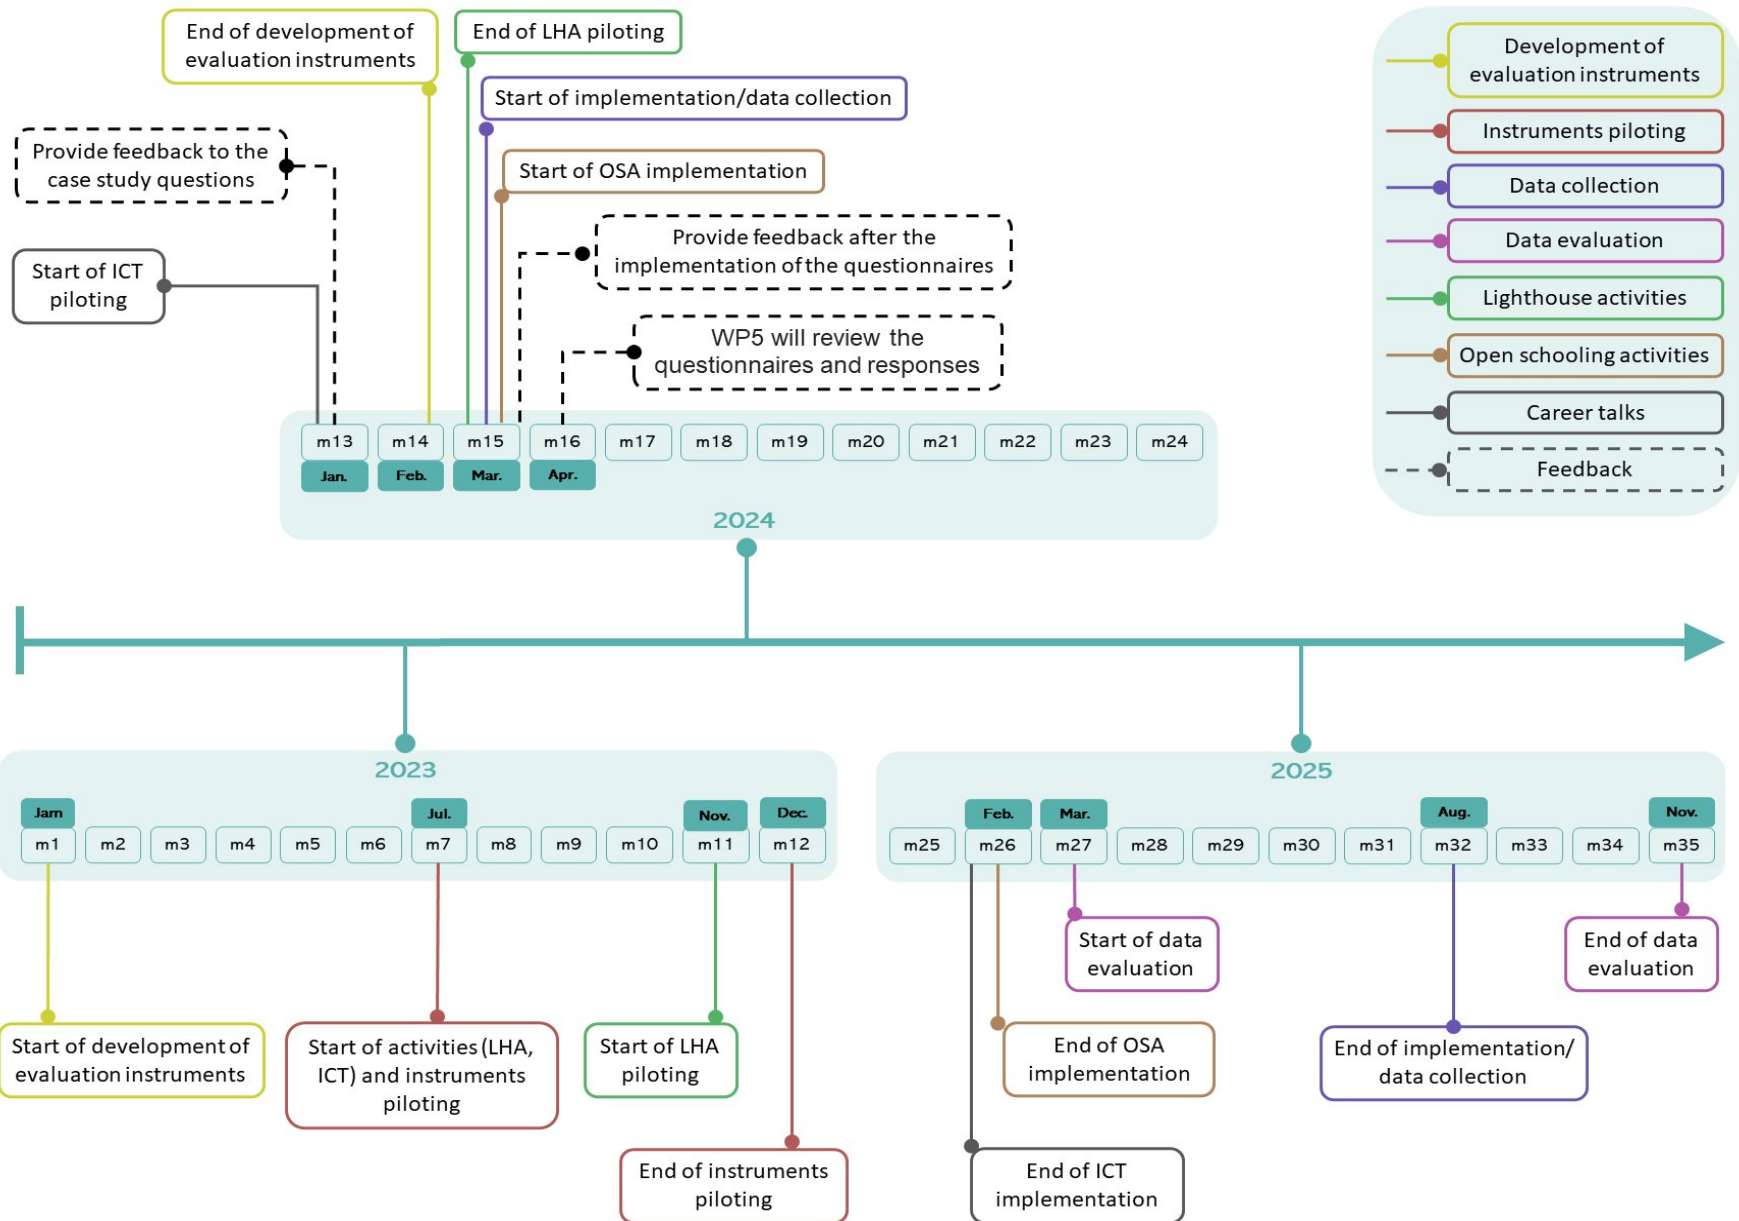 End of development of
evaluation instruments
End of LHA piloting
Start of implementation/data collection
Provide feedback to the
case study questions
Start of OSA implementation
Provide feedback after the
implementation of the questionnaires
Start of ICT
piloting
WP5 will review the
questionnaires and responses
Development of
evaluation instruments
Instruments piloting
Data collection
Data evaluation
Lighthouse activities
Open schooling activities
Career talks
Feedback
m13 m14 m15 m16 m17 m18 m19 m20 m21 m22 m23 m24
Jan. Feb. Mar. Apr.
2024
2023
Jarn Jul. Nov. Dec.
m1 m2 m3 m4 m5 m6 m7 m8 m9 m10 m11 m12
Start of development of
evaluation instruments
Start of activities (LHA,
ICT) and instruments
piloting
Start of LHA
piloting
End of instruments
piloting
2025
Feb. Mar. Aug. Nov.
m25 m26 m27 m28 m29 m30 m31 m32 m33 m34 m35
Start of data
evaluation
End of data
evaluation
End of OSA
implementation
End of implementation/
data collection
End of ICT
implementation